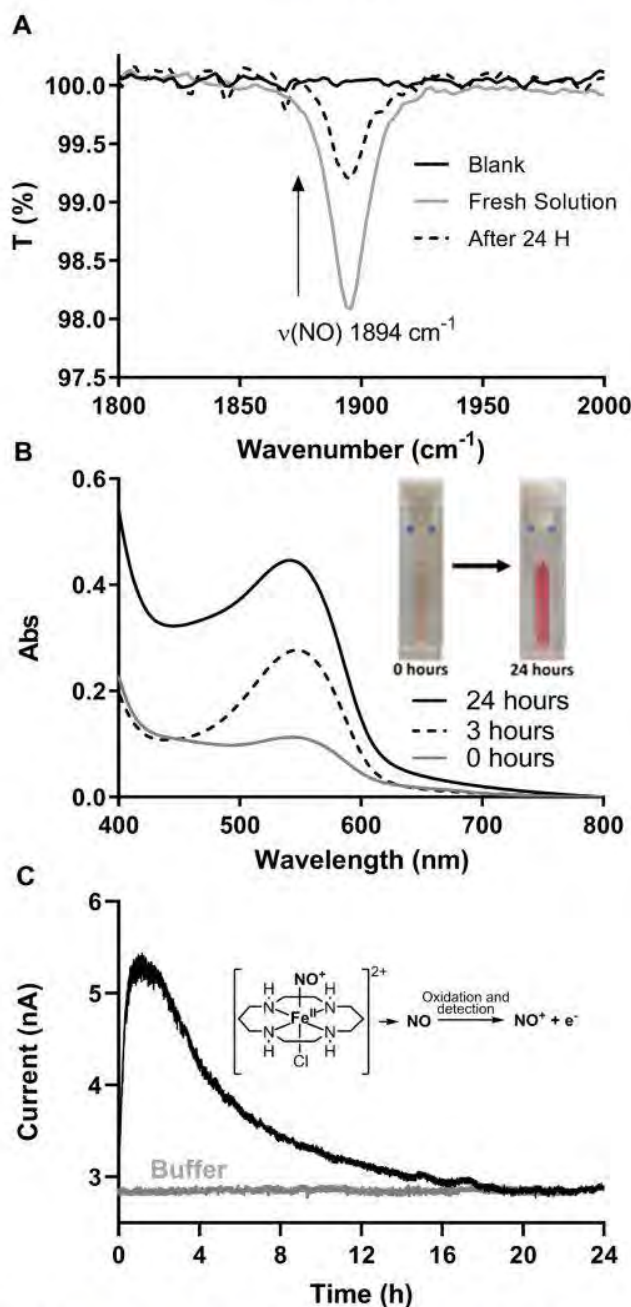 A
T (%)
100.0
99.5
99.0
98.5
98.0
97.5
Blank
Fresh Solution
After 24 H
ν(NO) 1894 cm⁻¹
1800 1850 1900 1950 2000
Wavenumber (cm⁻¹)
B
Abs
0.6
0.4
0.2
0.0
0 hours
24 hours
24 hours
3 hours
0 hours
400 500 600 700 800
Wavelength (nm)
C
Current (nA)
6
5
4
3
2+
NO⁺
H H
N N
Feᴵᴵ
N N
H H
Cl
NO
Oxidation and
detection
NO⁺ + e⁻
Buffer
0 4 8 12 16 20 24
Time (h)